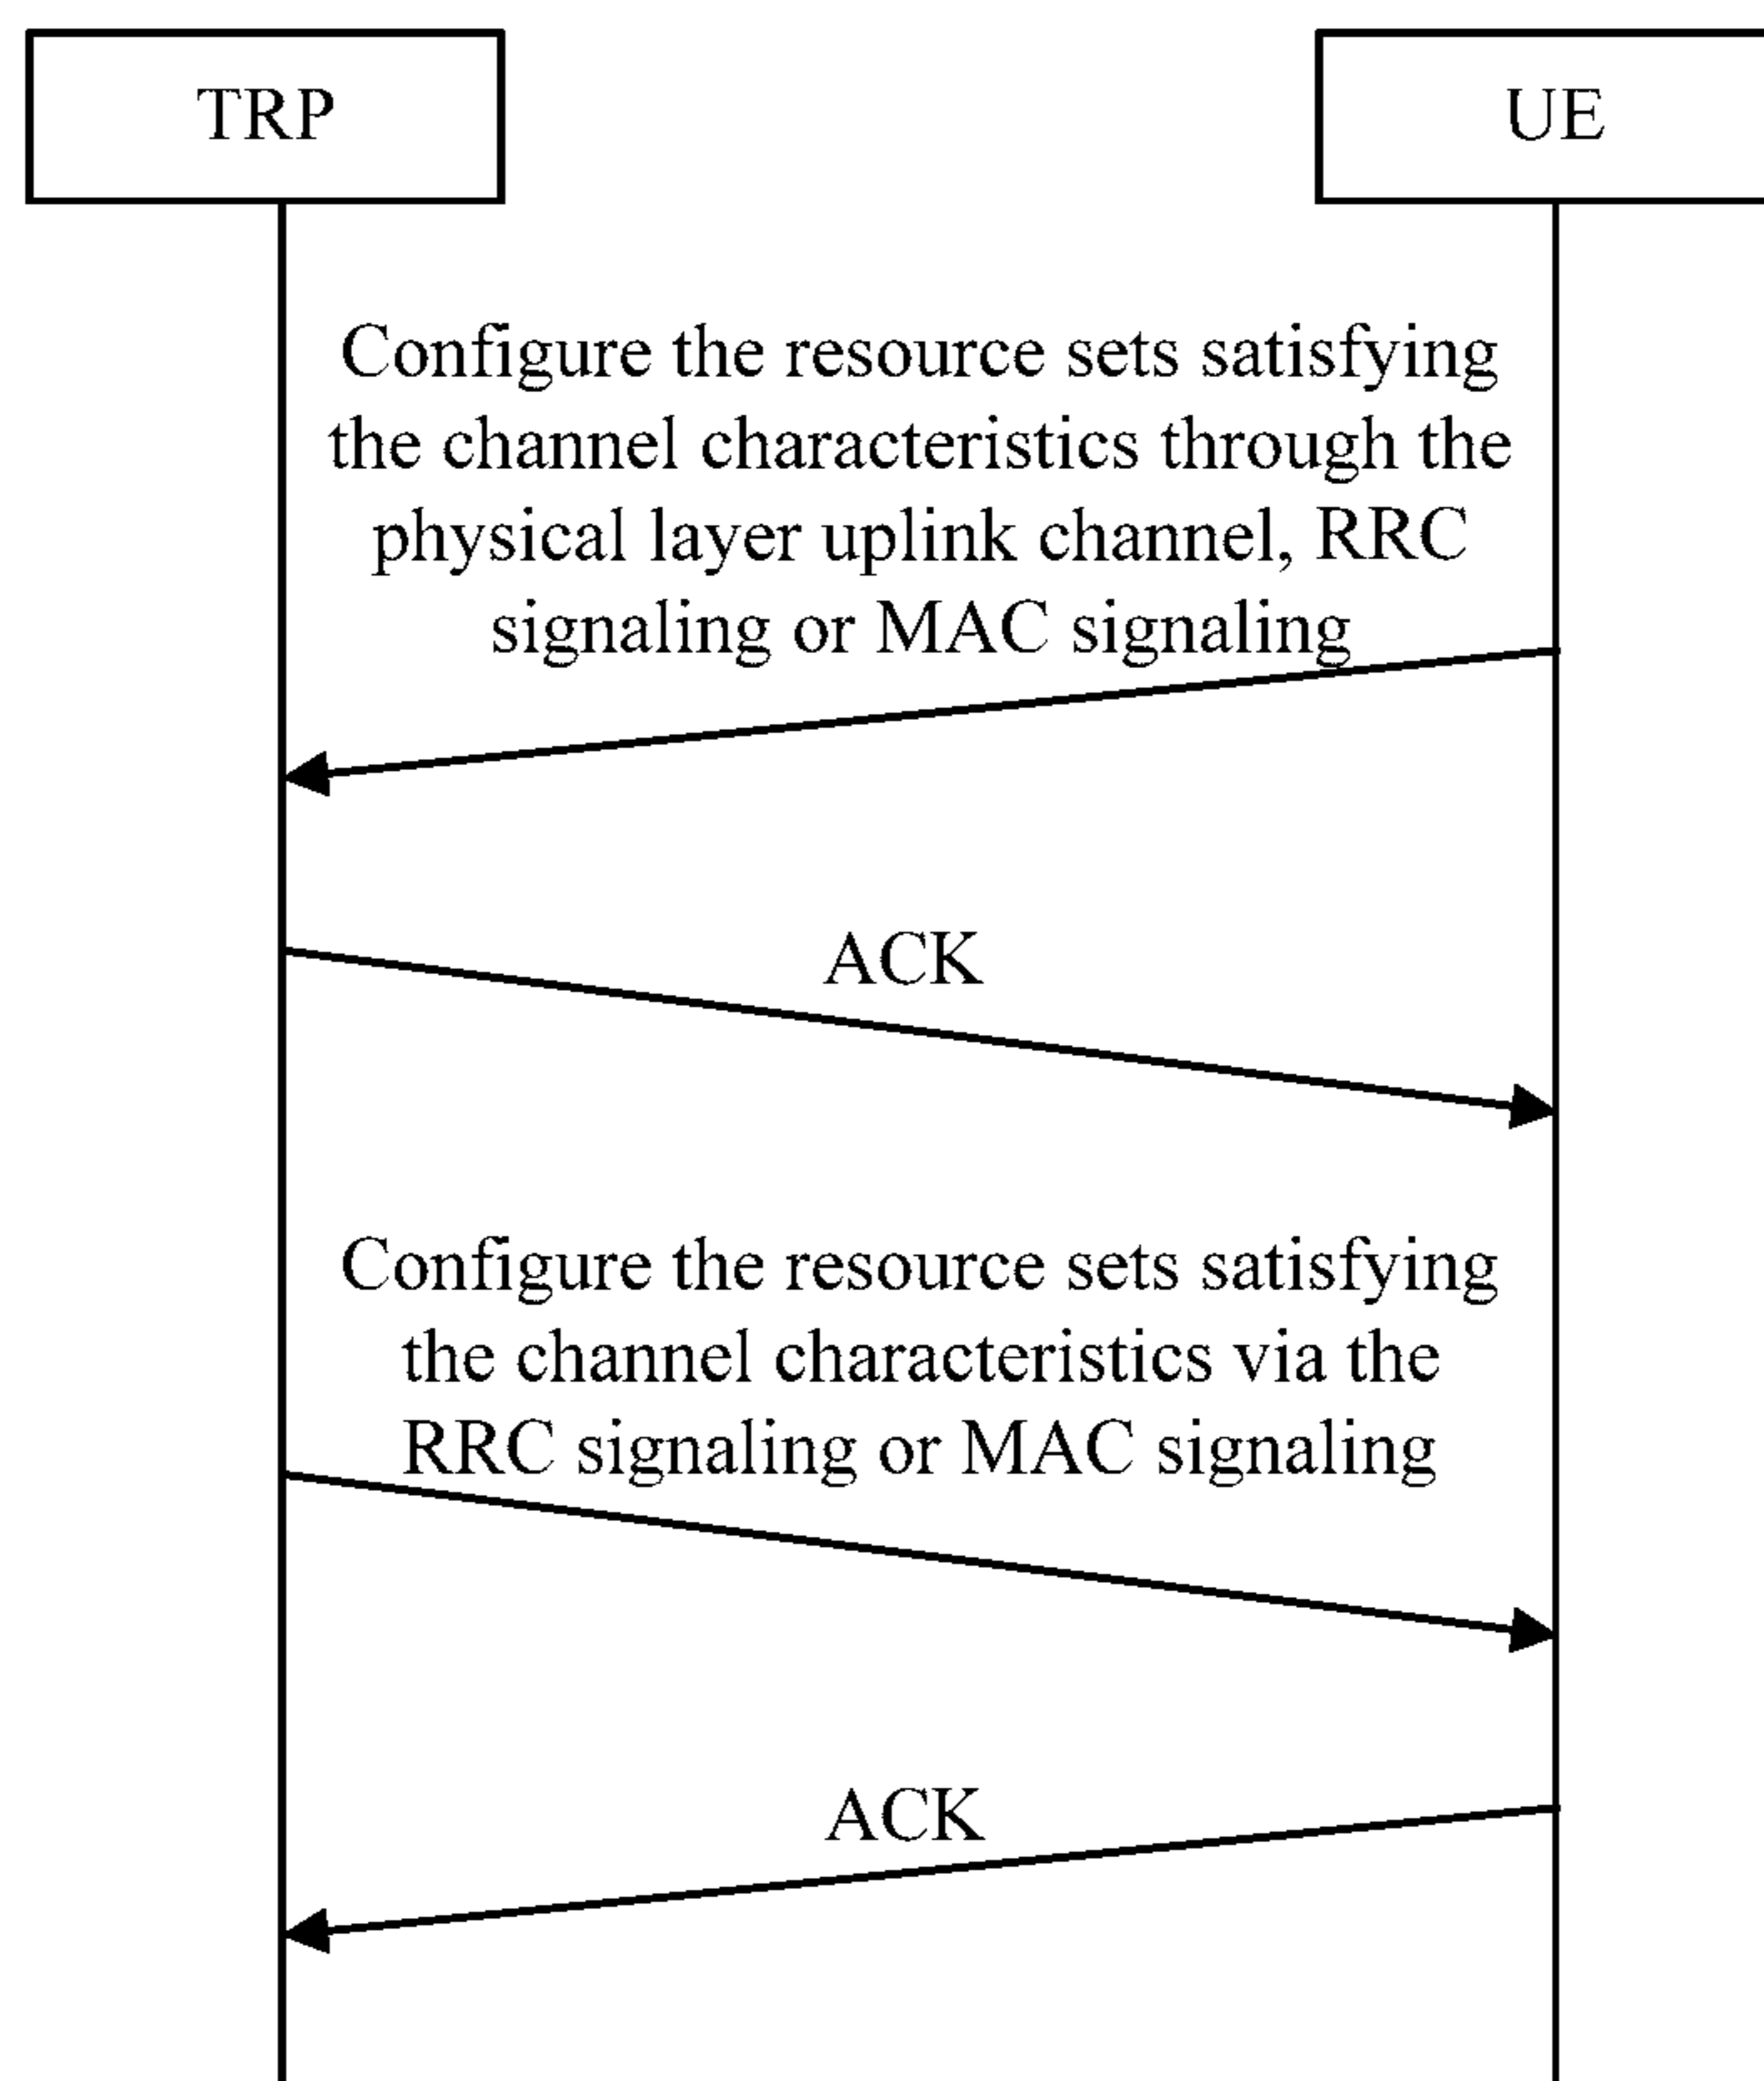 TRP
UE
Configure the resource sets satisfying
the channel characteristics through the
physical layer uplink channel, RRC
signaling or MAC signaling
ACK
Configure the resource sets satisfying
the channel characteristics via the
RRC signaling or MAC signaling
ACK